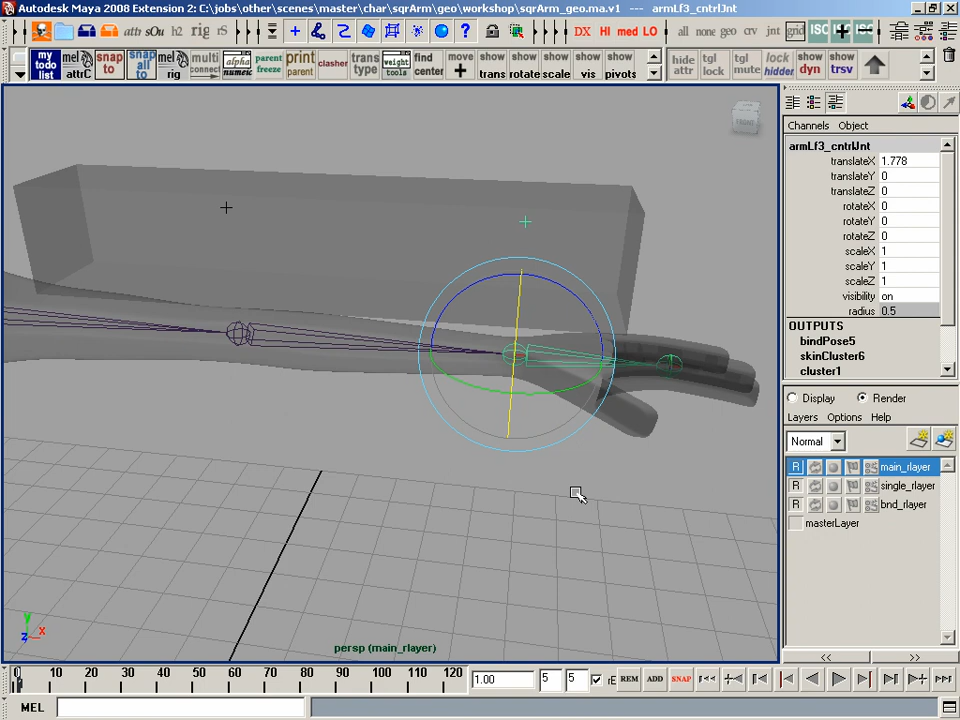 Autodesk Maya 2008 Extension 2: C:\jobs\other\scenes\master\char\sqrArm\geo\workshop\sqrArm_geo.ma.v1 --- armLf3_cntrlJnt
attr sOu h2 rig rS DX HI med LO all none geo crv jnt grid ISC ISC
my todo list mel attrC snap to snap all to mel rig multi connect alpha numeric parent freeze print parent clasher trans type weight tools find center move + show trans show rotate show scale show vis show pivots hide attr tgl lock tgl mute lock hidden show dyn show trsv
FRONT
Channels Object
armLf3_cntrlJnt
translateX 1.778
translateY 0
translateZ 0
rotateX 0
rotateY 0
rotateZ 0
scaleX 1
scaleY 1
scaleZ 1
visibility on
radius 0.5
OUTPUTS
bindPose5
skinCluster6
cluster1
Display Render
Layers Options Help
Normal
R main_rlayer
R single_rlayer
R bnd_rlayer
masterLayer
y
z x
persp (main_rlayer)
<< >>
0 10 20 30 40 50 60 70 80 90 100 110 120 1.00 5 5 rE REM ADD SNAP
MEL